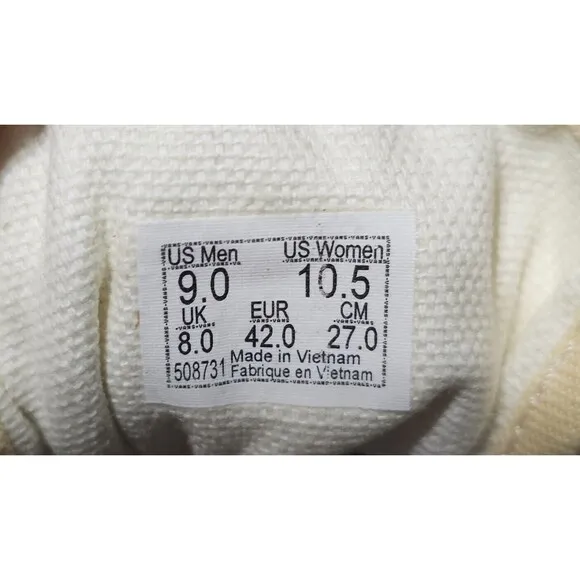 US Men US Women
9.0 10.5
UK EUR CM
8.0 42.0 27.0
508731 Made in Vietnam
Fabrique en Vietnam